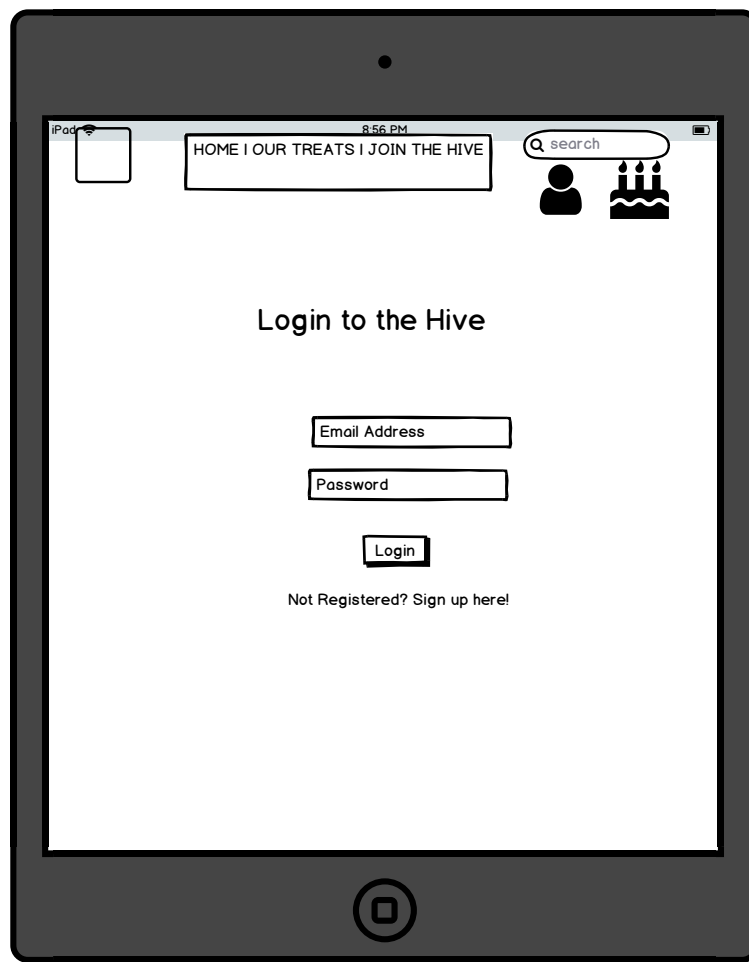 iPad
8:56 PM
HOME | OUR TREATS | JOIN THE HIVE
search
Login to the Hive
Email Address
Password
Login
Not Registered? Sign up here!